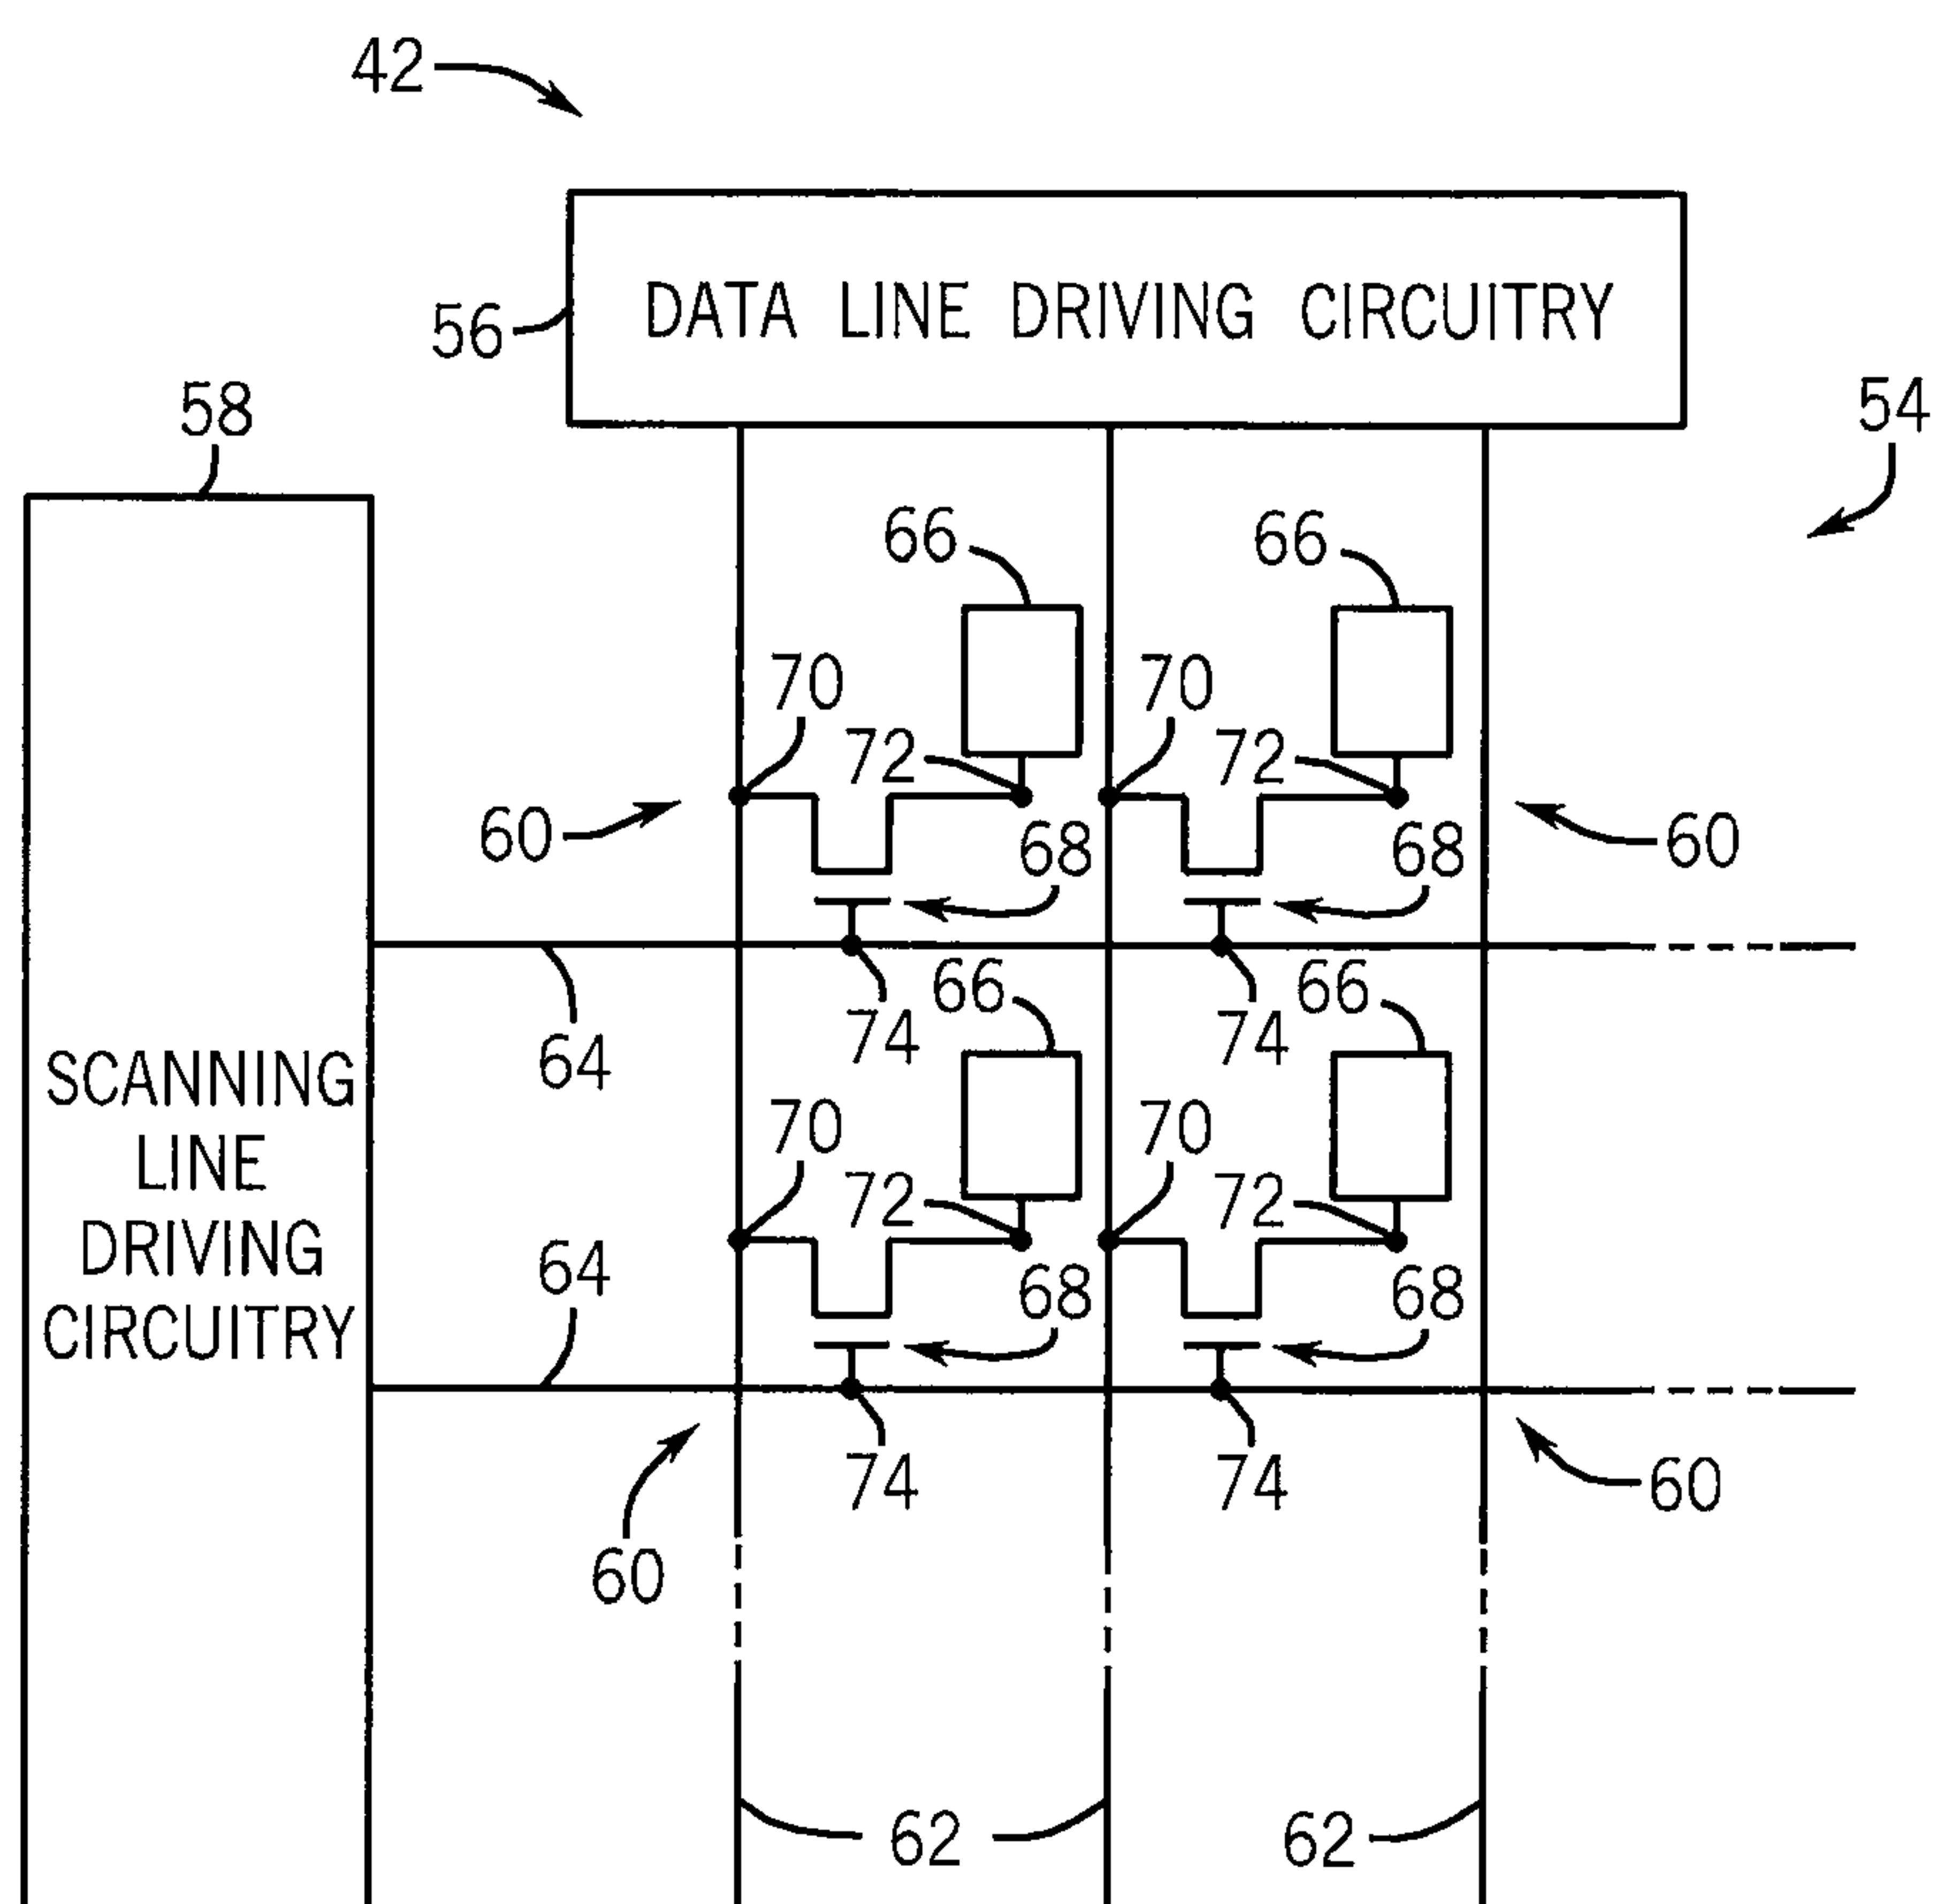 42
DATA LINE DRIVING CIRCUITRY
56
58
54
66 66
70 70
72 72
60 68 68 60
66 66
64 74 74
SCANNING
LINE
DRIVING
CIRCUITRY
70 70
72 72
64 68 68
74 74 60
60
62 62